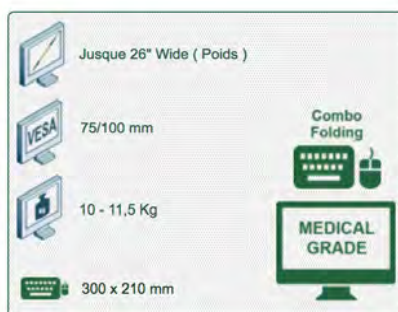 Jusque 26" Wide ( Poids )
VESA
75/100 mm
10 - 11,5 Kg
300 x 210 mm
Combo
Folding
MEDICAL
GRADE